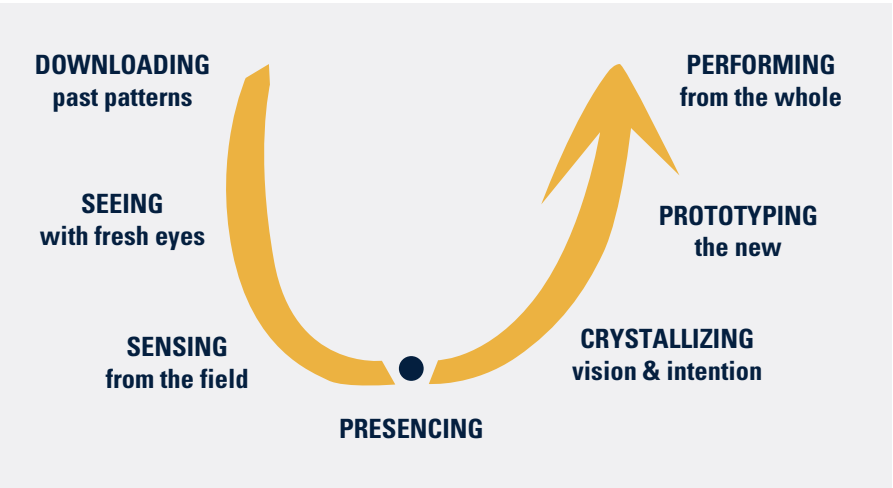 DOWNLOADING
past patterns
SEEING
with fresh eyes
SENSING
from the field
PRESENCING
CRYSTALLIZING
vision & intention
PROTOTYPING
the new
PERFORMING
from the whole